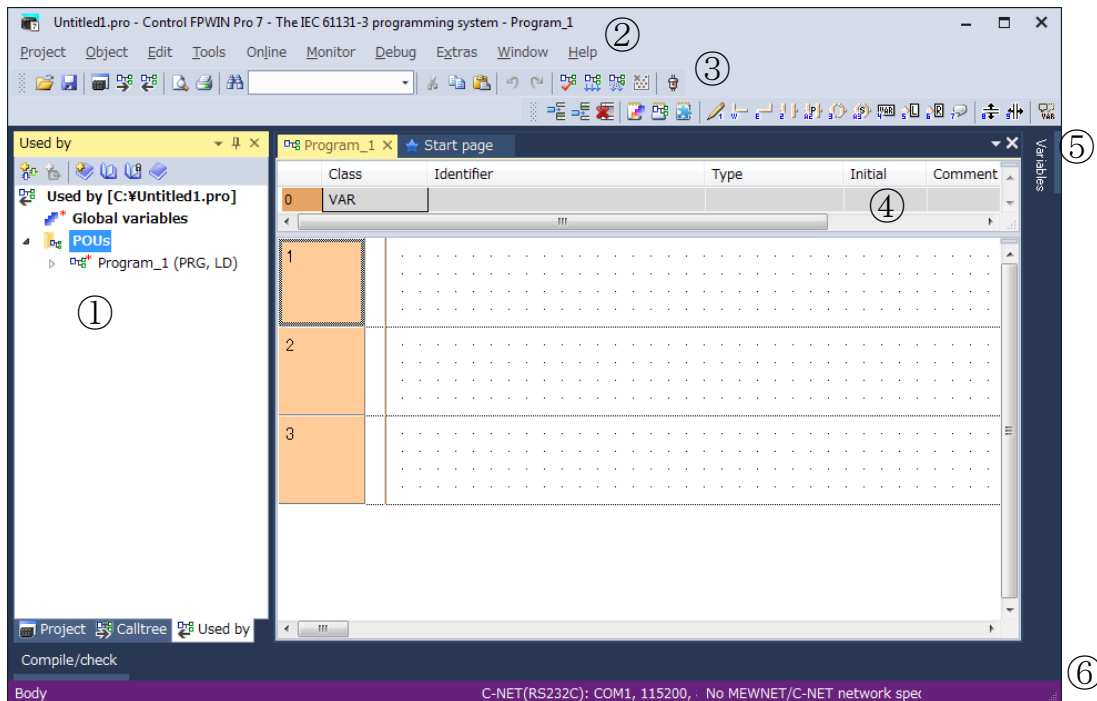 Untitled1.pro - Control FPWIN Pro 7 - The IEC 61131-3 programming system - Program_1
②
Project Object Edit Tools Online Monitor Debug Extras Window Help
③
Used by
Program_1
Start page
Variables
⑤
Class Identifier Type Initial Comment
0 VAR
④
Used by [C:¥Untitled1.pro]
Global variables
POUs
Program_1 (PRG, LD)
①
1
2
3
Project Calltree Used by
Compile/check
⑥
Body C-NET(RS232C): COM1, 115200, No MEWNET/C-NET network spec